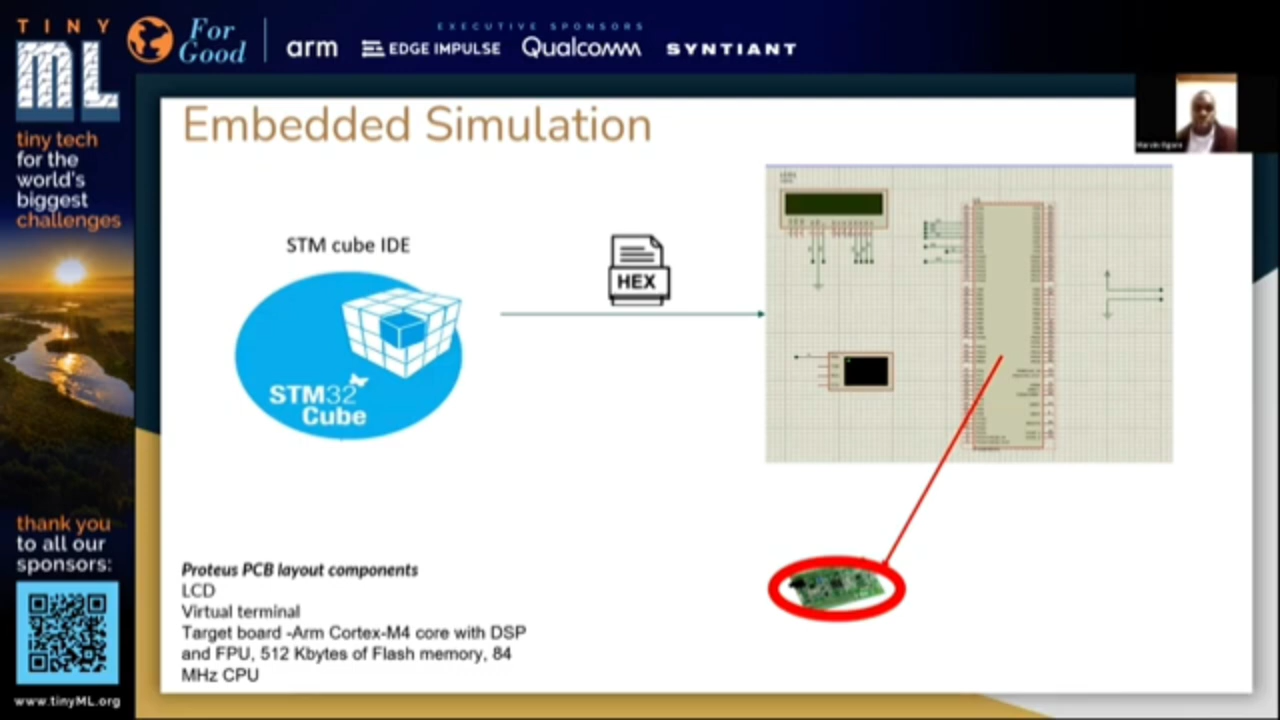 TINY
ML
For
Good
EXECUTIVE SPONSORS
arm
EDGE IMPULSE
Qualcomm
SYNTIANT
tiny tech
for the
world's
biggest
challenges
Embedded Simulation
STM cube IDE
HEX
STM32
Cube
Proteus PCB layout components
LCD
Virtual terminal
Target board -Arm Cortex-M4 core with DSP
and FPU, 512 Kbytes of Flash memory, 84
MHz CPU
thank you
to all our
sponsors:
www.tinyML.org